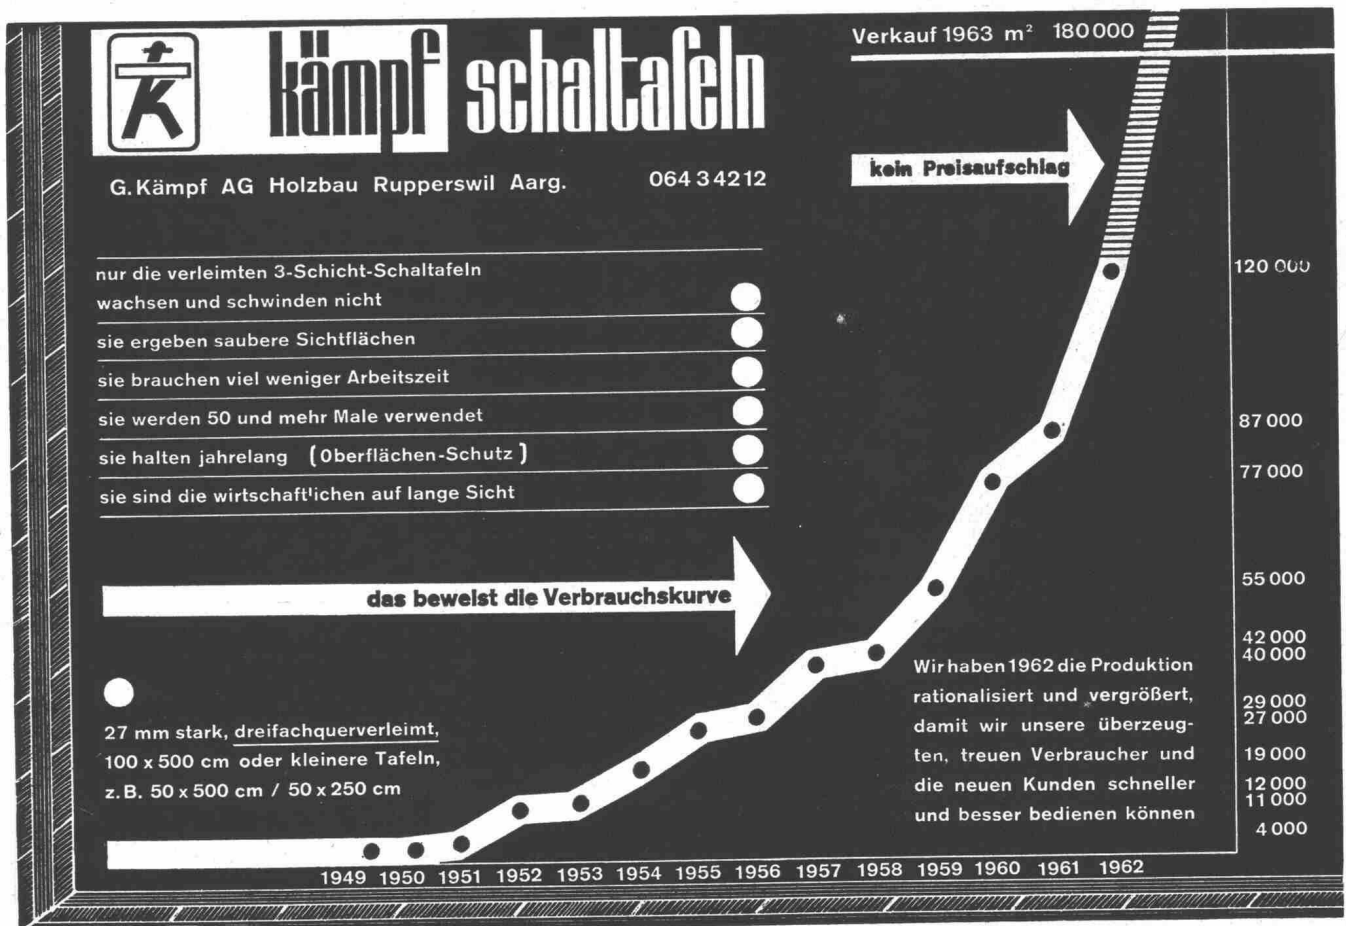 kämpf schaltafeln
G. Kämpf AG Holzbau Rupperswil Aarg. 064 3 42 12
nur die verleimten 3-Schicht-Schaltafeln
wachsen und schwinden nicht
sie ergeben saubere Sichtflächen
sie brauchen viel weniger Arbeitszeit
sie werden 50 und mehr Male verwendet
sie halten jahrelang (Oberflächen-Schutz)
sie sind die wirtschaft'ichen auf lange Sicht
das beweist die Verbrauchskurve
27 mm stark, dreifachquerverleimt,
100 x 500 cm oder kleinere Tafeln,
z. B. 50 x 500 cm / 50 x 250 cm
Verkauf 1963 m² 180 000
kein Preisaufschlag
120 000
87 000
77 000
55 000
42 000
40 000
29 000
27 000
19 000
12 000
11 000
4 000
Wir haben 1962 die Produktion
rationalisiert und vergrößert,
damit wir unsere überzeug-
ten, treuen Verbraucher und
die neuen Kunden schneller
und besser bedienen können
1949 1950 1951 1952 1953 1954 1955 1956 1957 1958 1959 1960 1961 1962